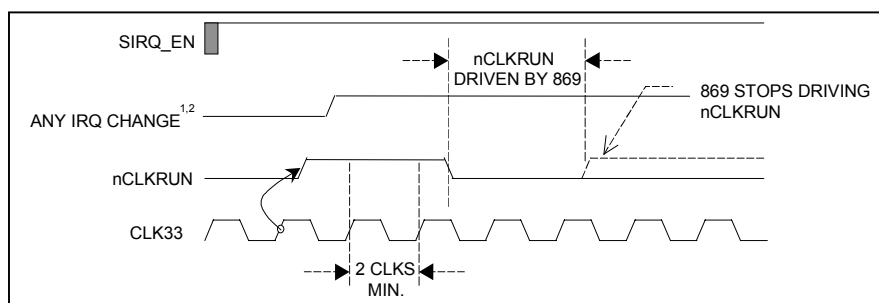 SIRQ_EN
nCLKRUN
DRIVEN BY 869
869 STOPS DRIVING
nCLKRUN
ANY IRQ CHANGE1,2
nCLKRUN
CLK33
2 CLKS
MIN.